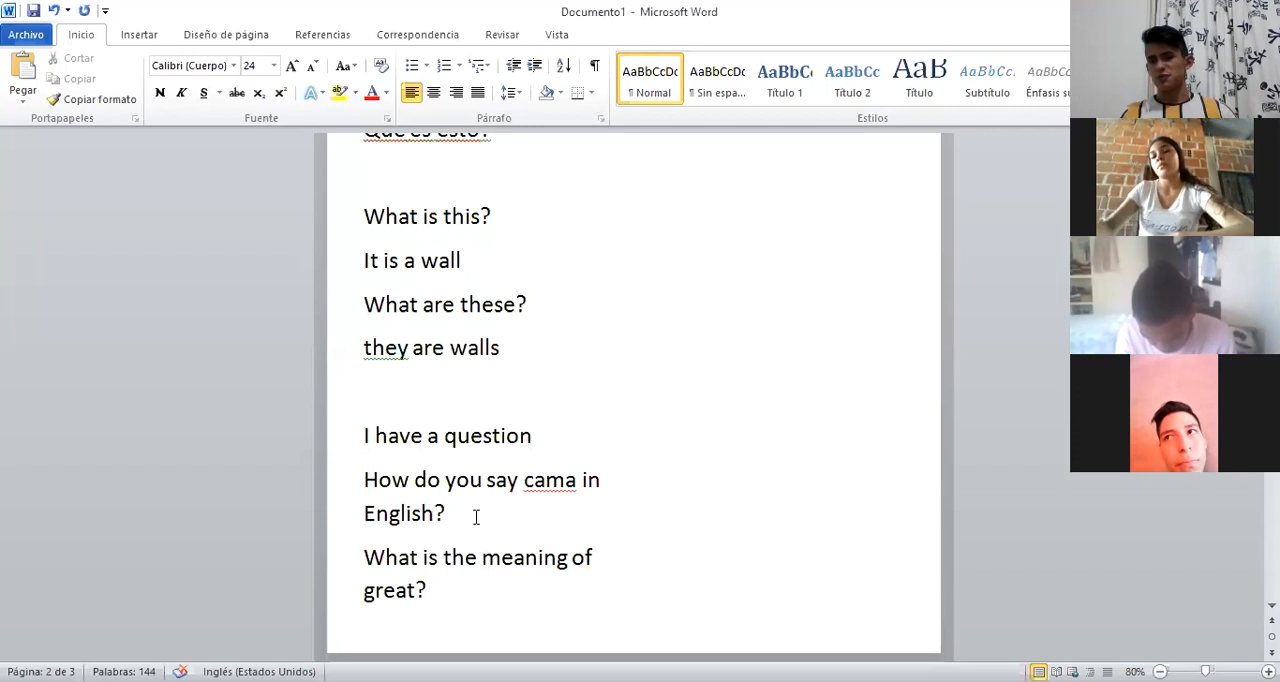 Documento1 - Microsoft Word
Archivo Inicio Insertar Diseño de página Referencias Correspondencia Revisar Vista
Cortar
Copiar
Copiar formato
Pegar
Portapapeles
Calibri (Cuerpo) 24
Fuente
Párrafo
AaBbCcDc AaBbCcDc AaBbC AaBbCc AaB AaBbCc. AaBbCc
¶ Normal ¶ Sin espa... Título 1 Título 2 Título Subtítulo Énfasis su
Estilos
Que es esto?
What is this?
It is a wall
What are these?
they are walls
I have a question
How do you say cama in
English?
What is the meaning of
great?
Página: 2 de 3 Palabras: 144 Inglés (Estados Unidos) 80%